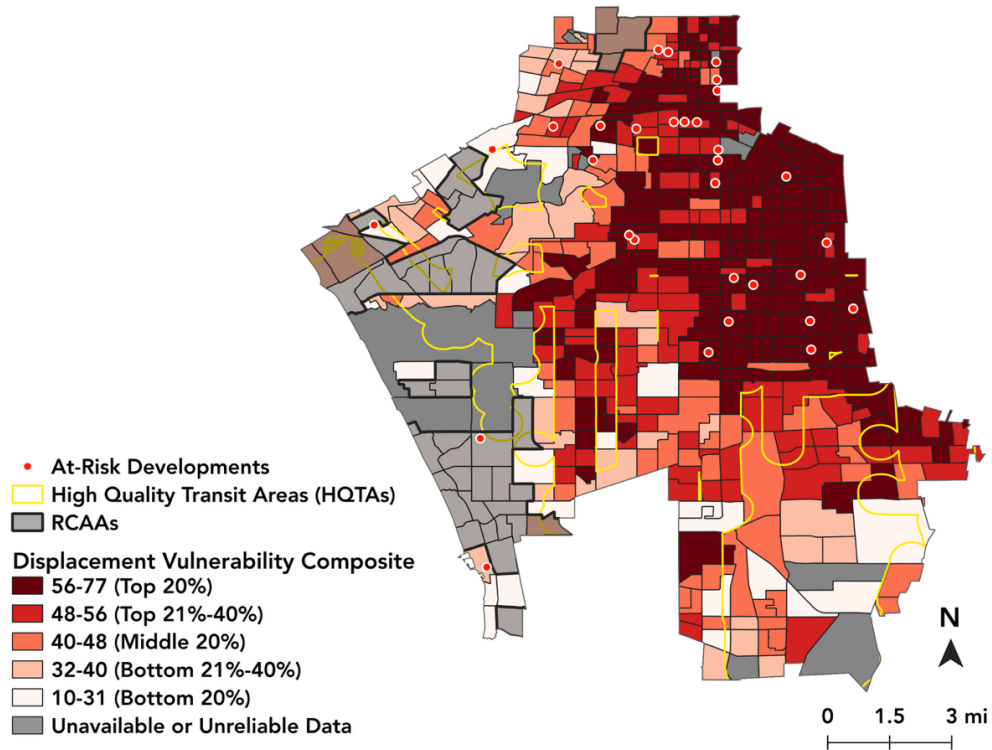 At-Risk Developments
High Quality Transit Areas (HQTAs)
RCAAs
Displacement Vulnerability Composite
56-77 (Top 20%)
48-56 (Top 21%-40%)
40-48 (Middle 20%)
32-40 (Bottom 21%-40%)
10-31 (Bottom 20%)
Unavailable or Unreliable Data
N
0 1.5 3 mi